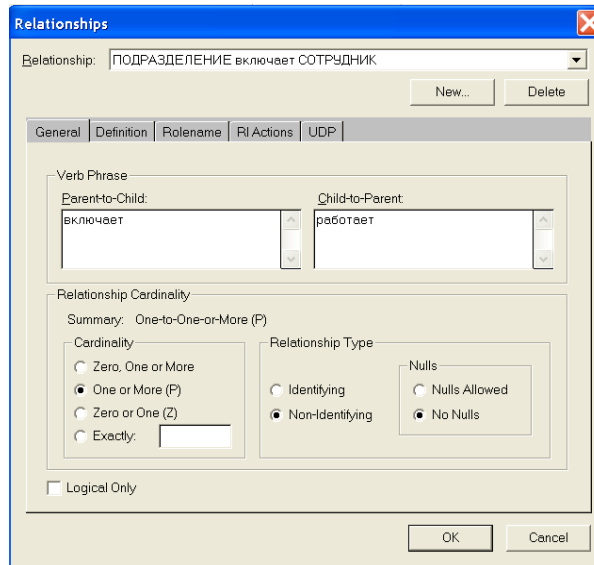 Relationships
Relationship: ПОДРАЗДЕЛЕНИЕ включает СОТРУДНИК
New... Delete
General Definition Rolename RI Actions UDP
Verb Phrase
Parent-to-Child: Child-to-Parent:
включает работает
Relationship Cardinality
Summary: One-to-One-or-More (P)
Cardinality Relationship Type
Nulls
Zero, One or More
Identifying Nulls Allowed
One or More (P)
Non-Identifying No Nulls
Zero or One (Z)
Exactly:
Logical Only
OK Cancel